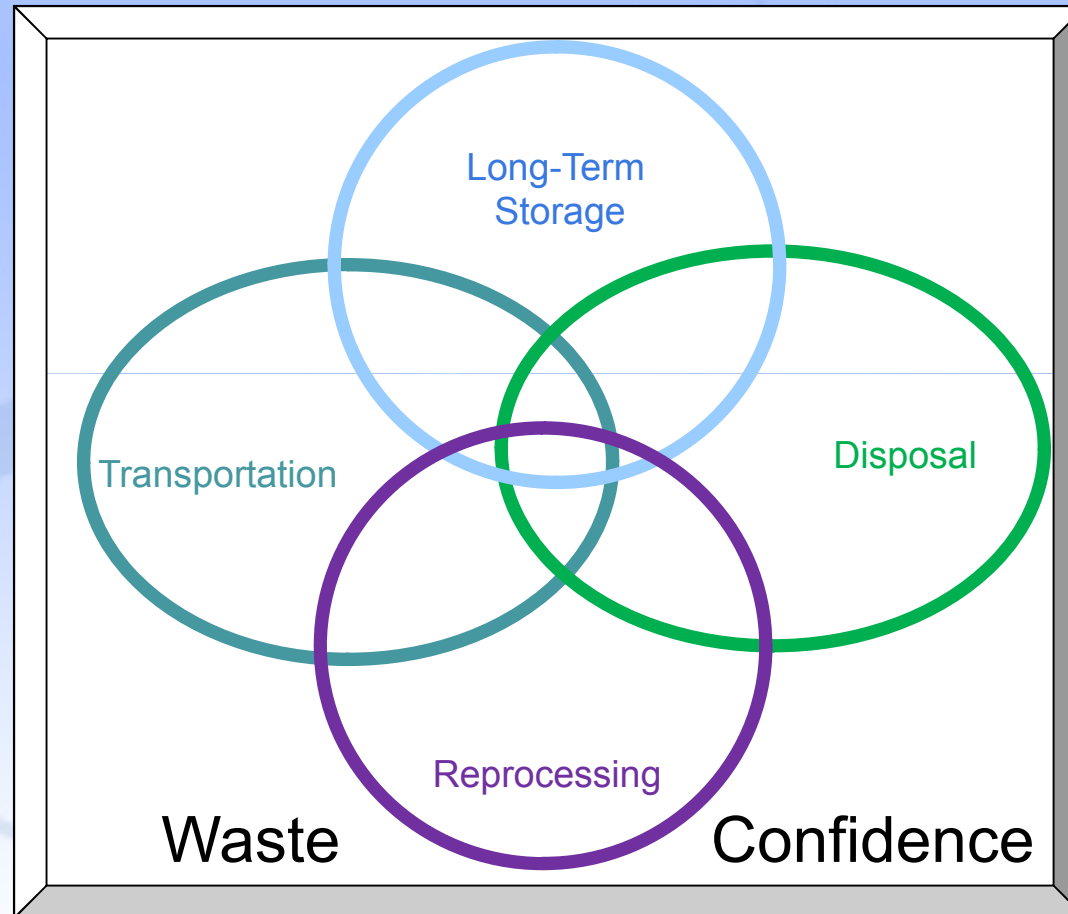 Long-Term
Storage
Transportation
Disposal
Reprocessing
Waste
Confidence